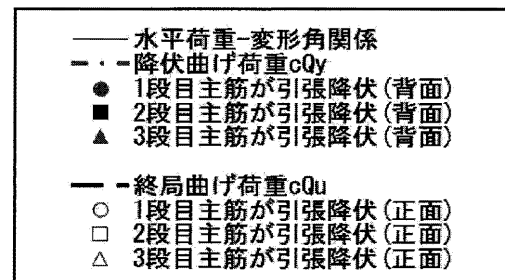 水平荷重-変形角関係
降伏曲げ荷重cQy
1段目主筋が引張降伏(背面)
2段目主筋が引張降伏(背面)
3段目主筋が引張降伏(背面)
終局曲げ荷重cQu
1段目主筋が引張降伏(正面)
2段目主筋が引張降伏(正面)
3段目主筋が引張降伏(正面)